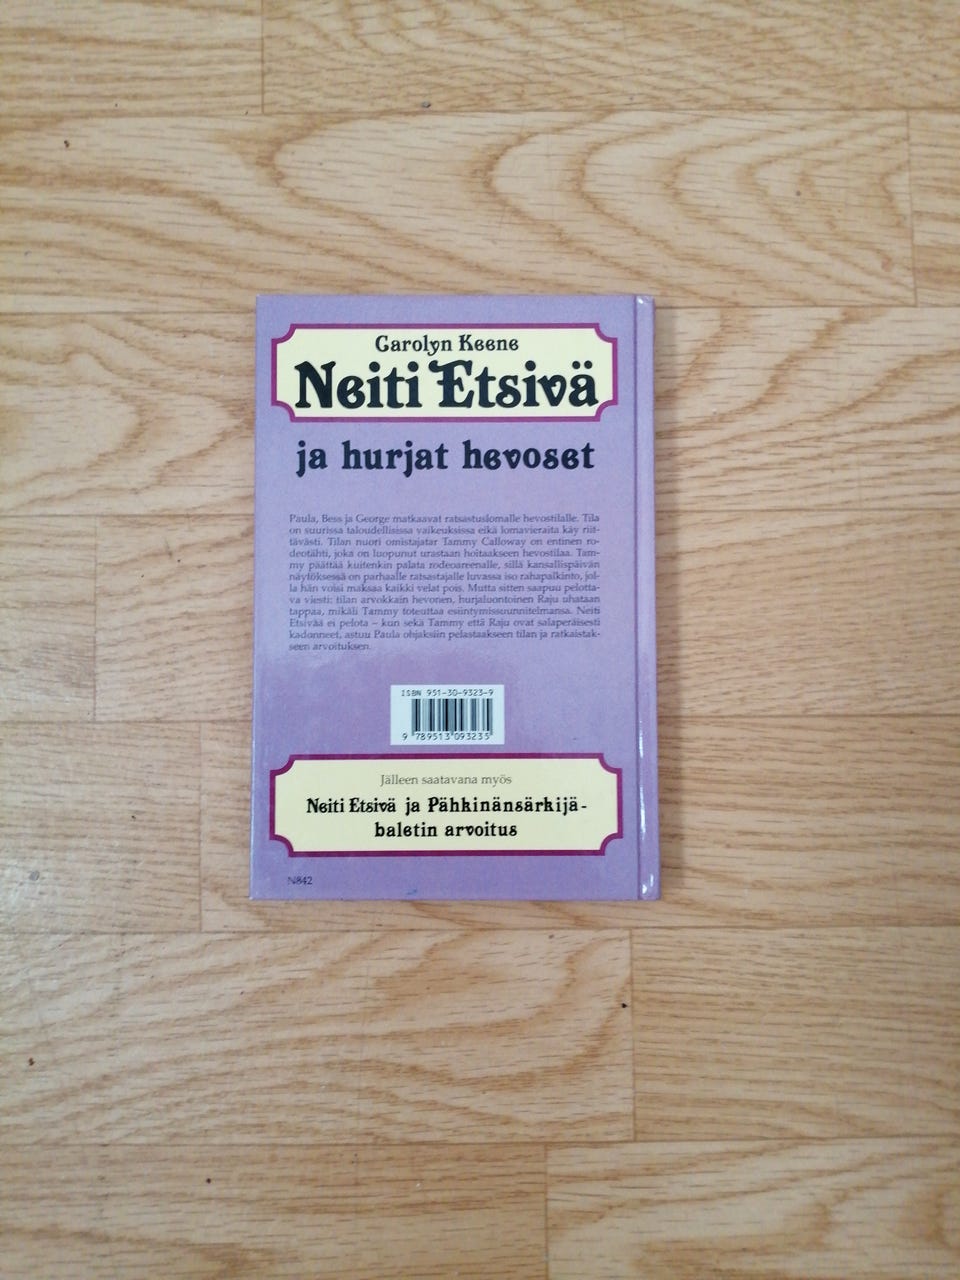 Carolyn Keene
Neiti Etsivä
ja hurjat hevoset
Paula, Bess ja George matkaavat ratsastuslomalle hevostilalle. Tila
on suurissa taloudellisissa vaikeuksissa eikä lomavieraita käy riit-
tävästi. Tilan nuori omistajatar Tammy Calloway on entinen ro-
deotähti, joka on luopunut urastaan hoitaakseen hevostilaa. Tam-
my päättää kuitenkin palata rodeoareenalle, sillä kansallispäivän
näytöksessä on parhaalle ratsastajalle luvassa iso rahapalkinto, jol-
la hän voisi maksaa kaikki velat pois. Mutta sitten saapuu pelotta-
va viesti: tilan arvokkain hevonen, hurjaluontoinen Raju uhataan
tappaa, mikäli Tammy toteuttaa esiintymissuunnitelmansa. Neiti
Etsivää ei pelota – kun sekä Tammy että Raju ovat salaperäisesti
kadonneet, astuu Paula ohjaksiin pelastaakseen tilan ja ratkaistak-
seen arvoituksen.
ISBN 951-30-9323-9
9 789513 093235
Jälleen saatavana myös
Neiti Etsivä ja Pähkinänsärkijä-
baletin arvoitus
N842